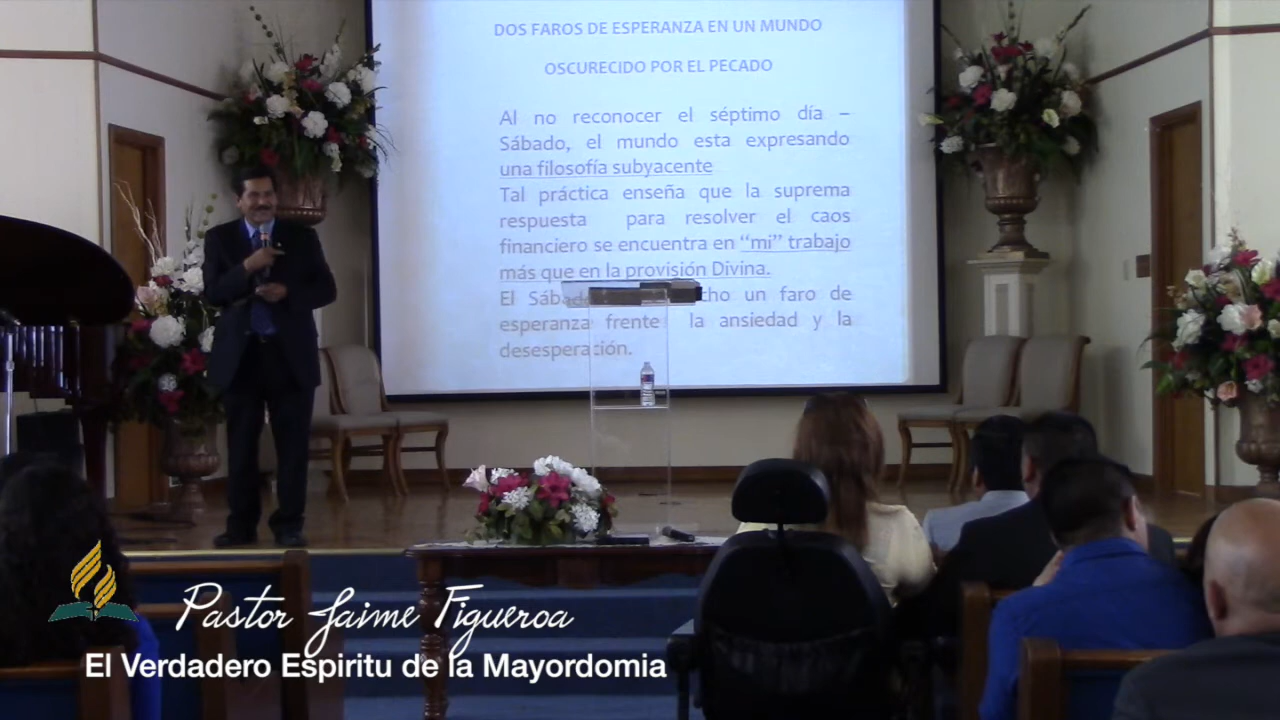 DOS FAROS DE ESPERANZA EN UN MUNDO
OSCURECIDO POR EL PECADO
Al no reconocer el séptimo día –
Sábado, el mundo esta expresando
una filosofía subyacente
Tal práctica enseña que la suprema
respuesta para resolver el caos
financiero se encuentra en “mi” trabajo
más que en la provisión Divina.
El un faro de
esperanza frente la ansiedad y la
desesperación.
Pastor Jaime Figueroa
El Verdadero Espiritu de la Mayordomia